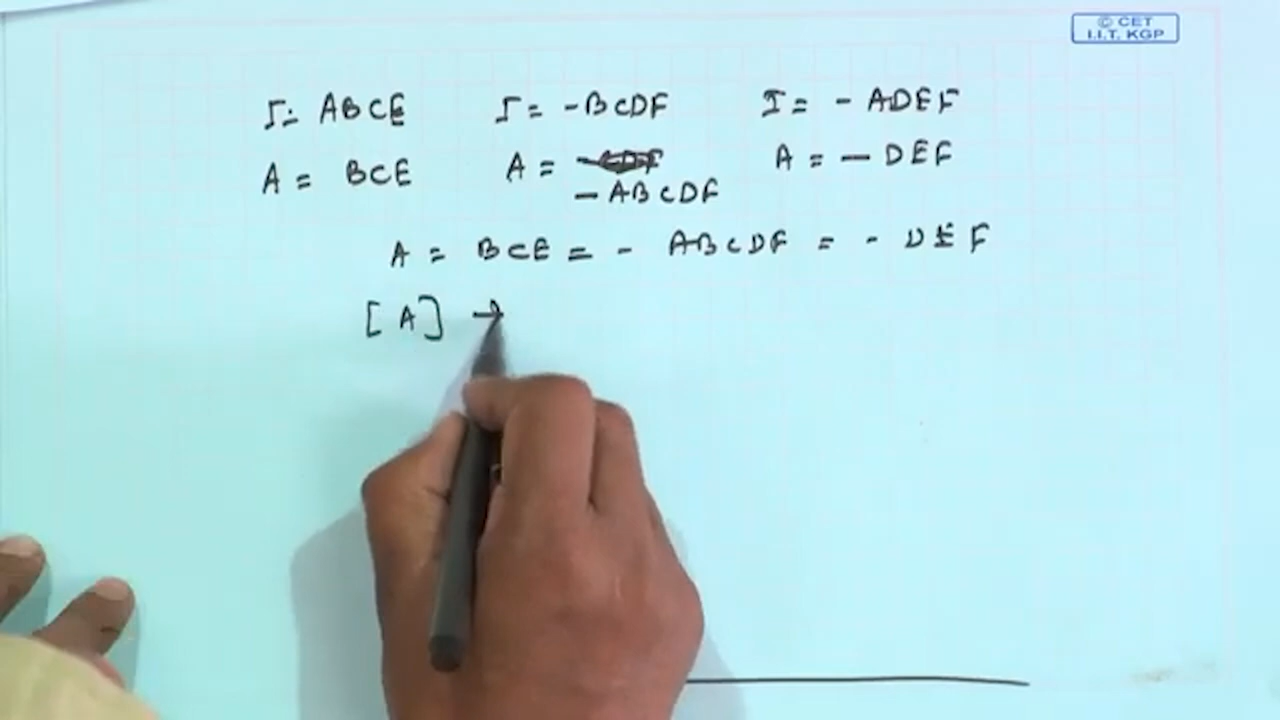 © CET
I.I.T. KGP
I = ABCE I = -BCDF I = - ADEF
A = BCE A = - DEF
- ABCDF
A = BCE = - ABCDF = - DEF
[A] →